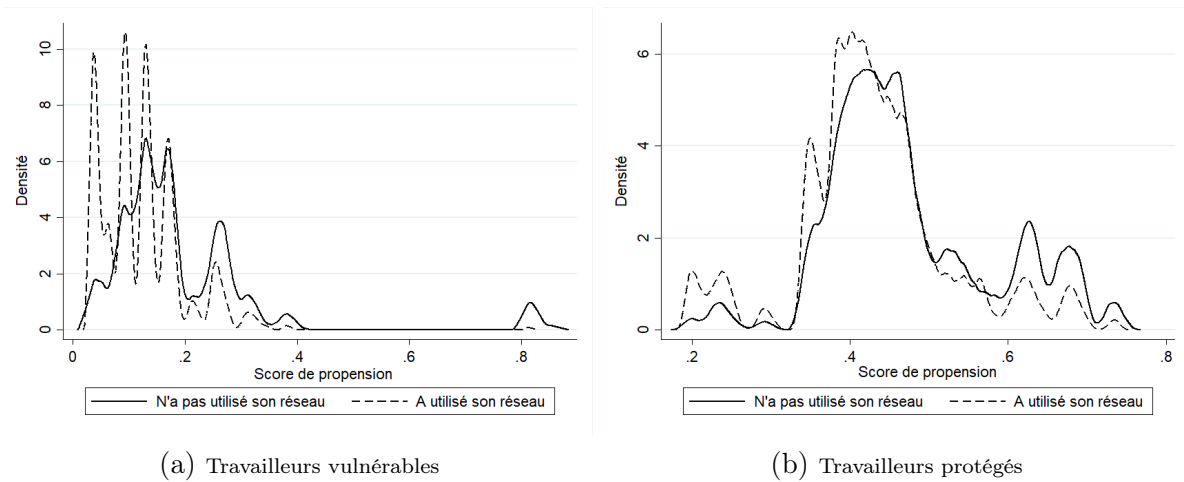 10
8
6
4
2
0
Densité
0 .2 .4 .6 .8
Score de propension
N'a pas utilisé son réseau A utilisé son réseau
(a) Travailleurs vulnérables
6
4
2
0
Densité
.2 .4 .6 .8
Score de propension
N'a pas utilisé son réseau A utilisé son réseau
(b) Travailleurs protégés